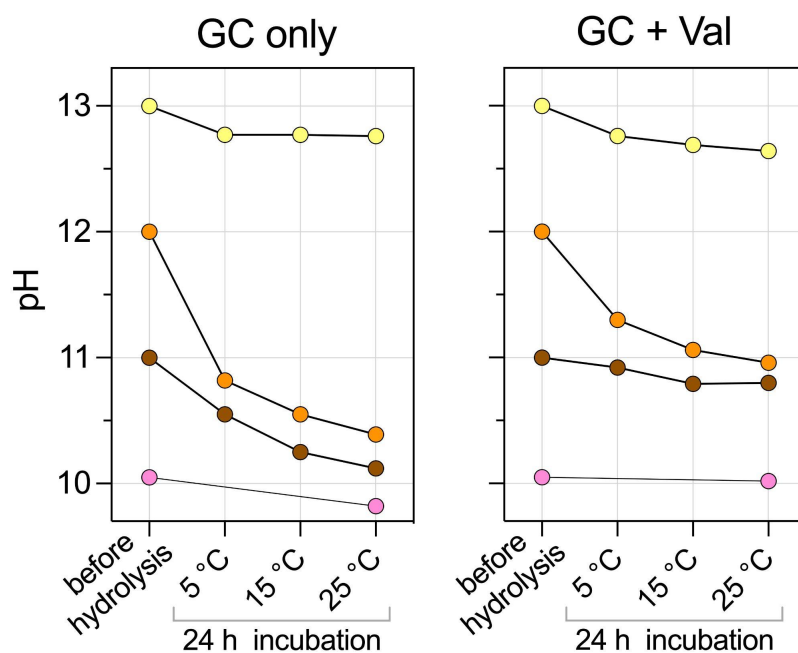 GC only
GC + Val
pH
13
12
11
10
before
hydrolysis
5 °C
15 °C
25 °C
24 h incubation
before
hydrolysis
5 °C
15 °C
25 °C
24 h incubation